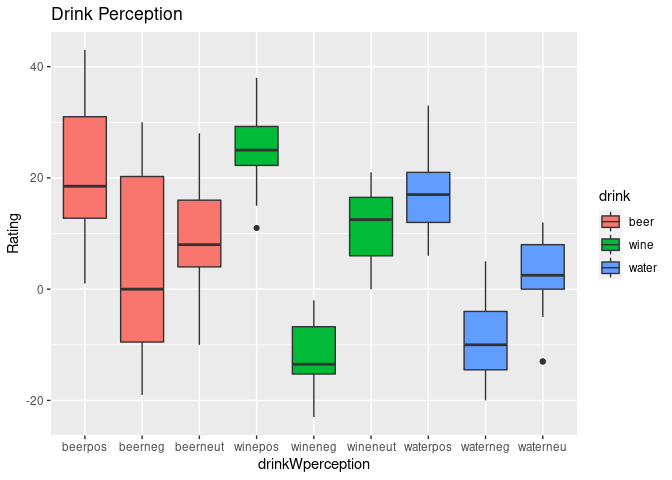 Drink Perception
Rating
40
20
0
-20
beerpos beerneg beerneut winepos wineneg wineneut waterpos waterneg waterneu
drinkWperception
drink
beer
wine
water